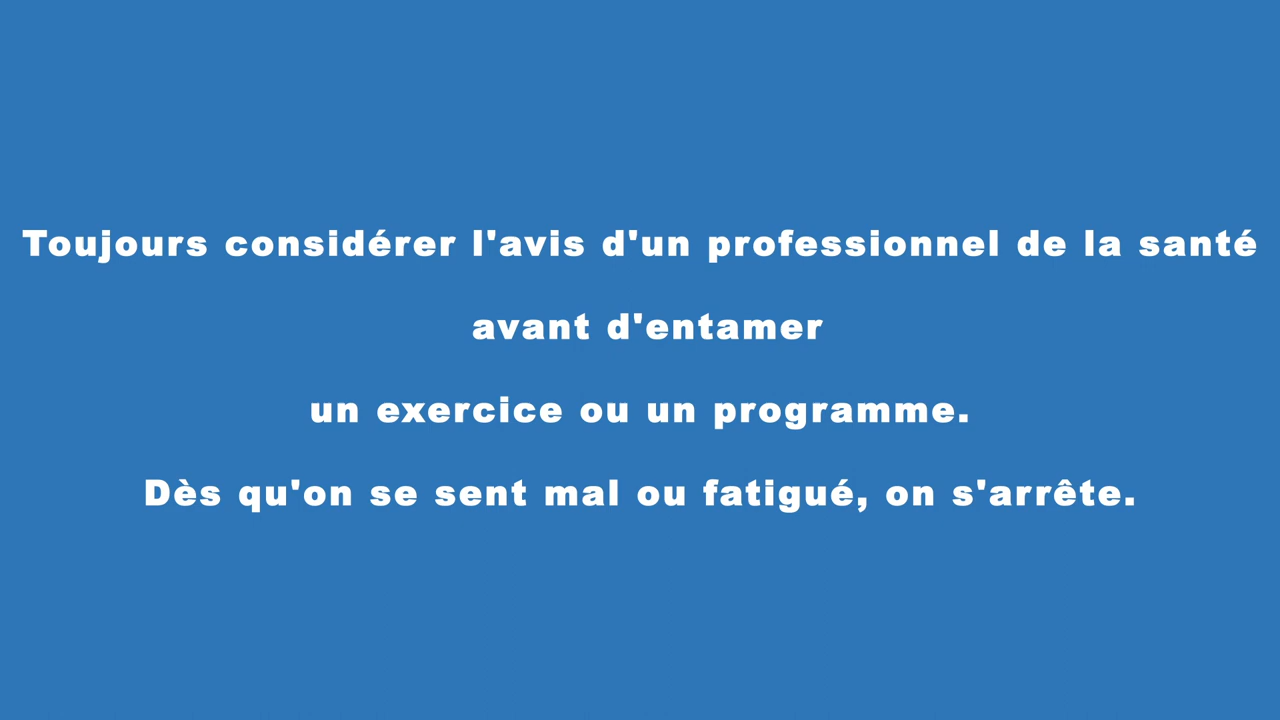 Toujours considérer l'avis d'un professionnel de la santé
avant d'entamer
un exercice ou un programme.
Dès qu'on se sent mal ou fatigué, on s'arrête.